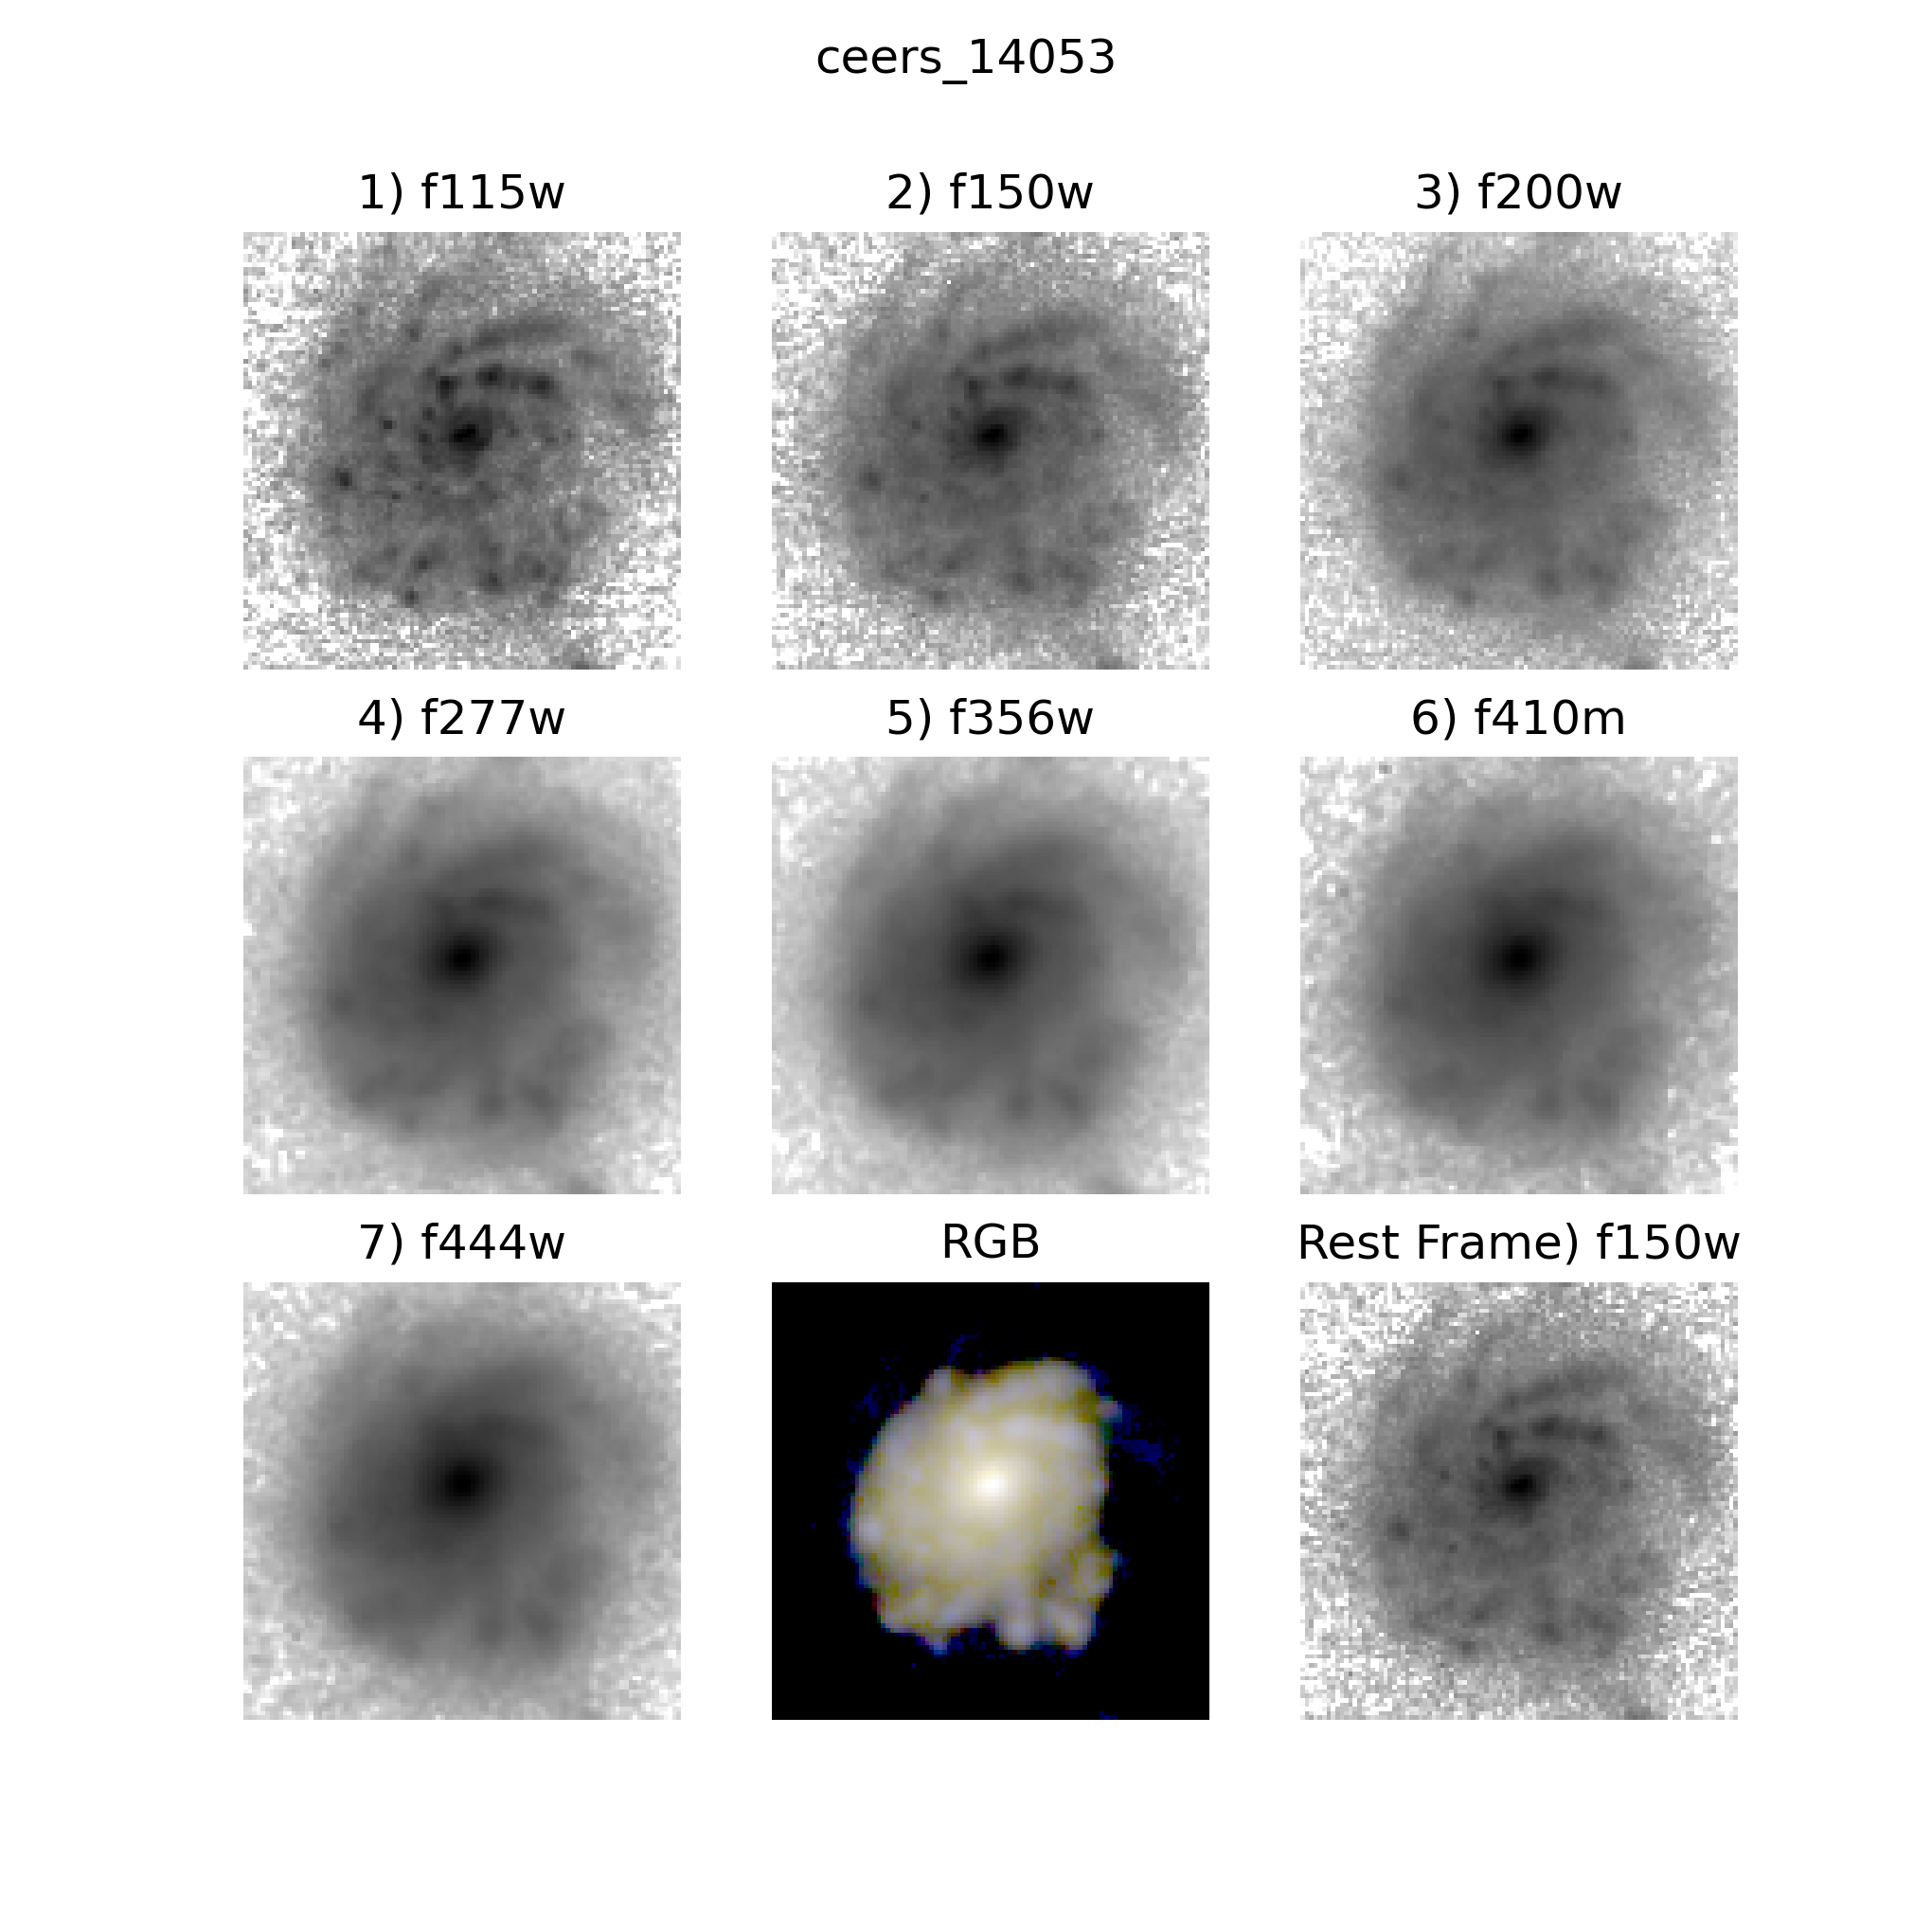 ceers_14053
1) f115w
2) f150w
3) f200w
4) f277w
5) f356w
6) f410m
7) f444w
RGB
Rest Frame) f150w